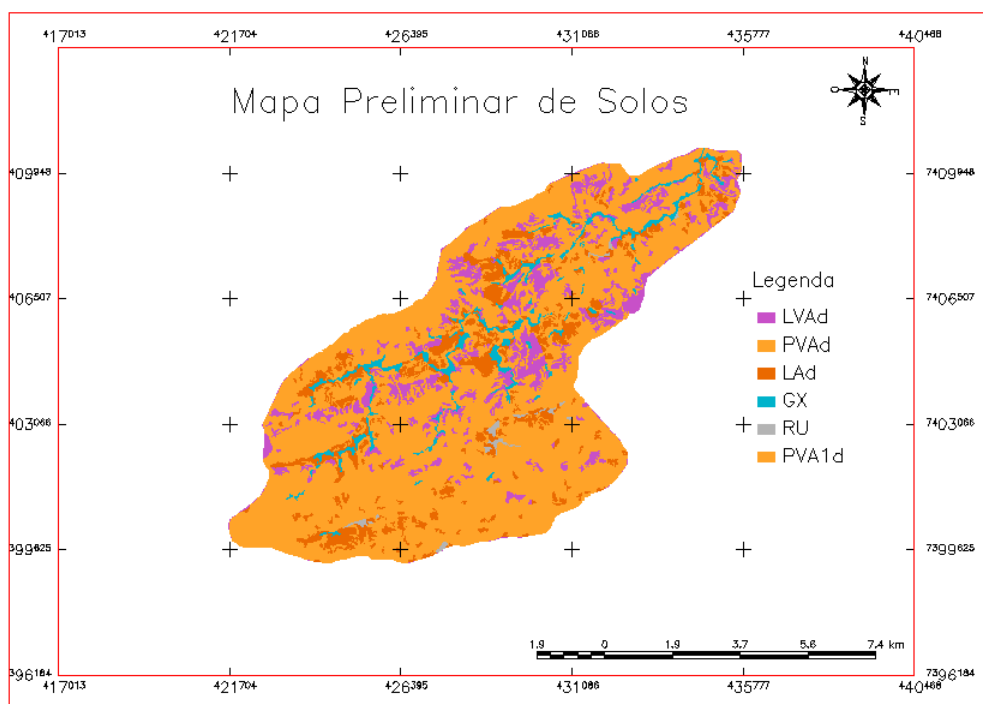 417013 421704 426395 431086 435777 440468
Mapa Preliminar de Solos
N
O E
S
409948 7409948
406507 7406507
Legenda
LVAd
PVAd
LAd
GX
RU
PVA1d
403066 7403066
399625 7399625
1.9 0 1.9 3.7 5.6 7.4 km
396184 7396184
417013 421704 426395 431086 435777 440468